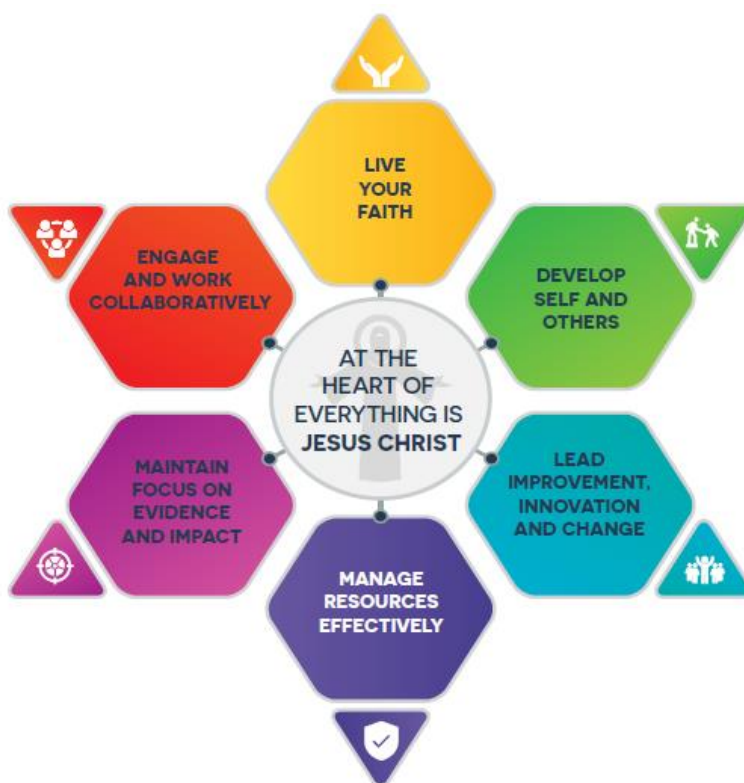 LIVE
YOUR
FAITH
ENGAGE
AND WORK
COLLABORATIVELY
DEVELOP
SELF AND
OTHERS
AT THE
HEART OF
EVERYTHING IS
JESUS CHRIST
MAINTAIN
FOCUS ON
EVIDENCE
AND IMPACT
LEAD
IMPROVEMENT,
INNOVATION
AND CHANGE
MANAGE
RESOURCES
EFFECTIVELY